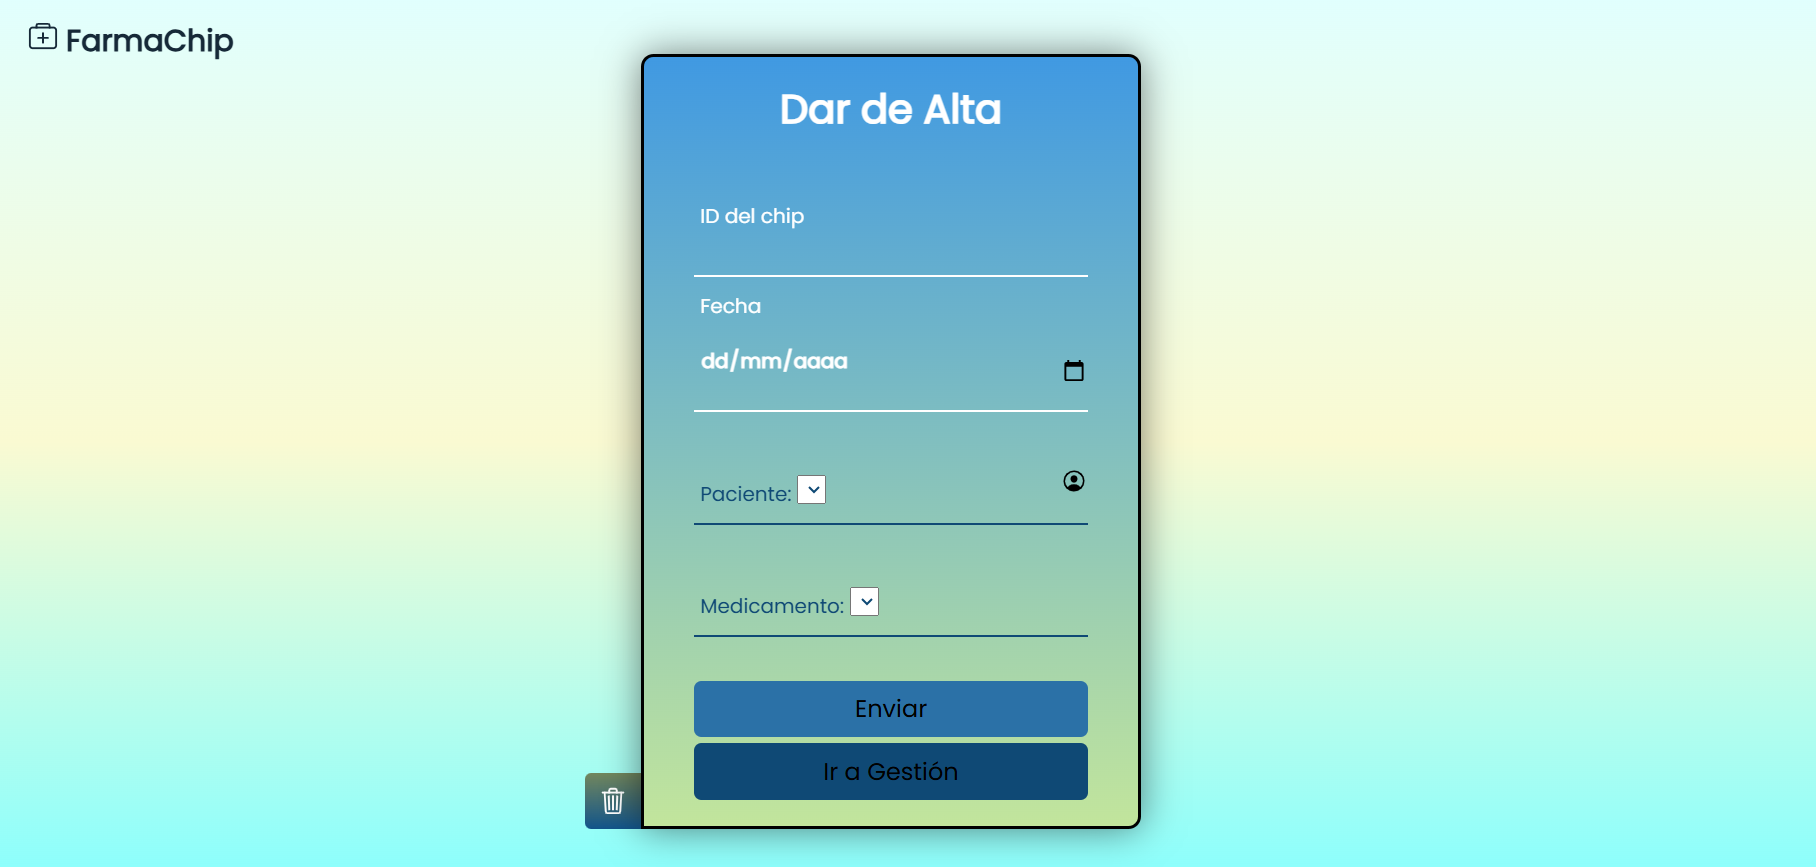 FarmaChip
Dar de Alta
ID del chip
Fecha
dd/mm/aaaa
Paciente:
Medicamento:
Enviar
Ir a Gestión